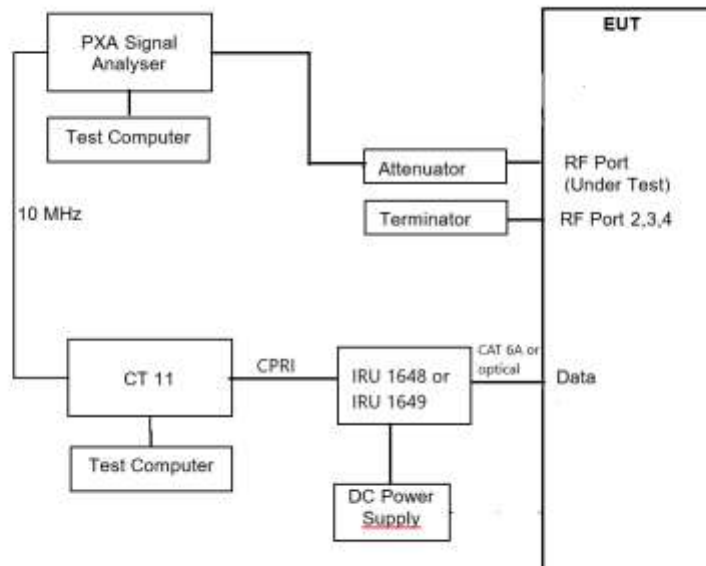 EUT
PXA Signal
Analyser
Test Computer
Attenuator
RF Port
(Under Test)
Terminator
RF Port 2,3,4
10 MHz
CT 11
CPRI
IRU 1648 or
IRU 1649
CAT 6A or
optical
Data
Test Computer
DC Power
Supply